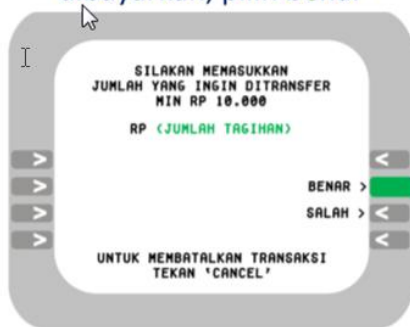 SILAKAN MEMASUKKAN
JUMLAH YANG INGIN DITRANSFER
MIN RP 10.000
RP (JUMLAH TAGIHAN)
BENAR >
SALAH >
UNTUK MEMBATALKAN TRANSAKSI
TEKAN 'CANCEL'